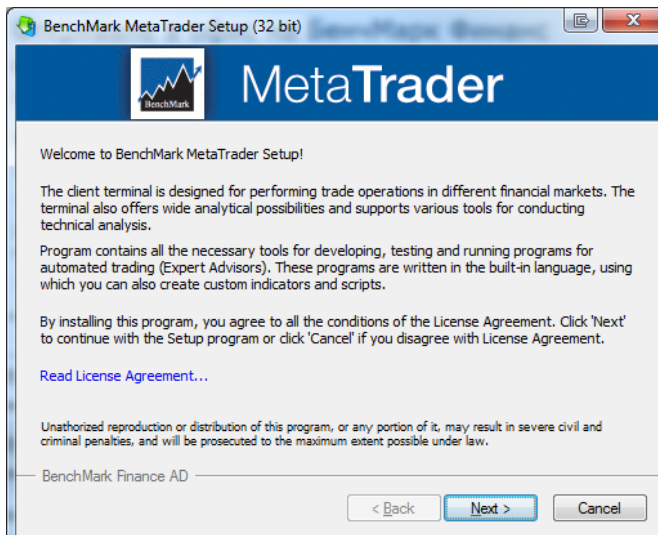 BenchMark MetaTrader Setup (32 bit)
БенчМарк Финанс
BenchMark
MetaTrader
Welcome to BenchMark MetaTrader Setup!
The client terminal is designed for performing trade operations in different financial markets. The
terminal also offers wide analytical possibilities and supports various tools for conducting
technical analysis.
Program contains all the necessary tools for developing, testing and running programs for
automated trading (Expert Advisors). These programs are written in the built-in language, using
which you can also create custom indicators and scripts.
By installing this program, you agree to all the conditions of the License Agreement. Click 'Next'
to continue with the Setup program or click 'Cancel' if you disagree with License Agreement.
Read License Agreement...
Unathorized reproduction or distribution of this program, or any portion of it, may result in severe civil and
criminal penalties, and will be prosecuted to the maximum extent possible under law.
BenchMark Finance AD
< Back
Next >
Cancel